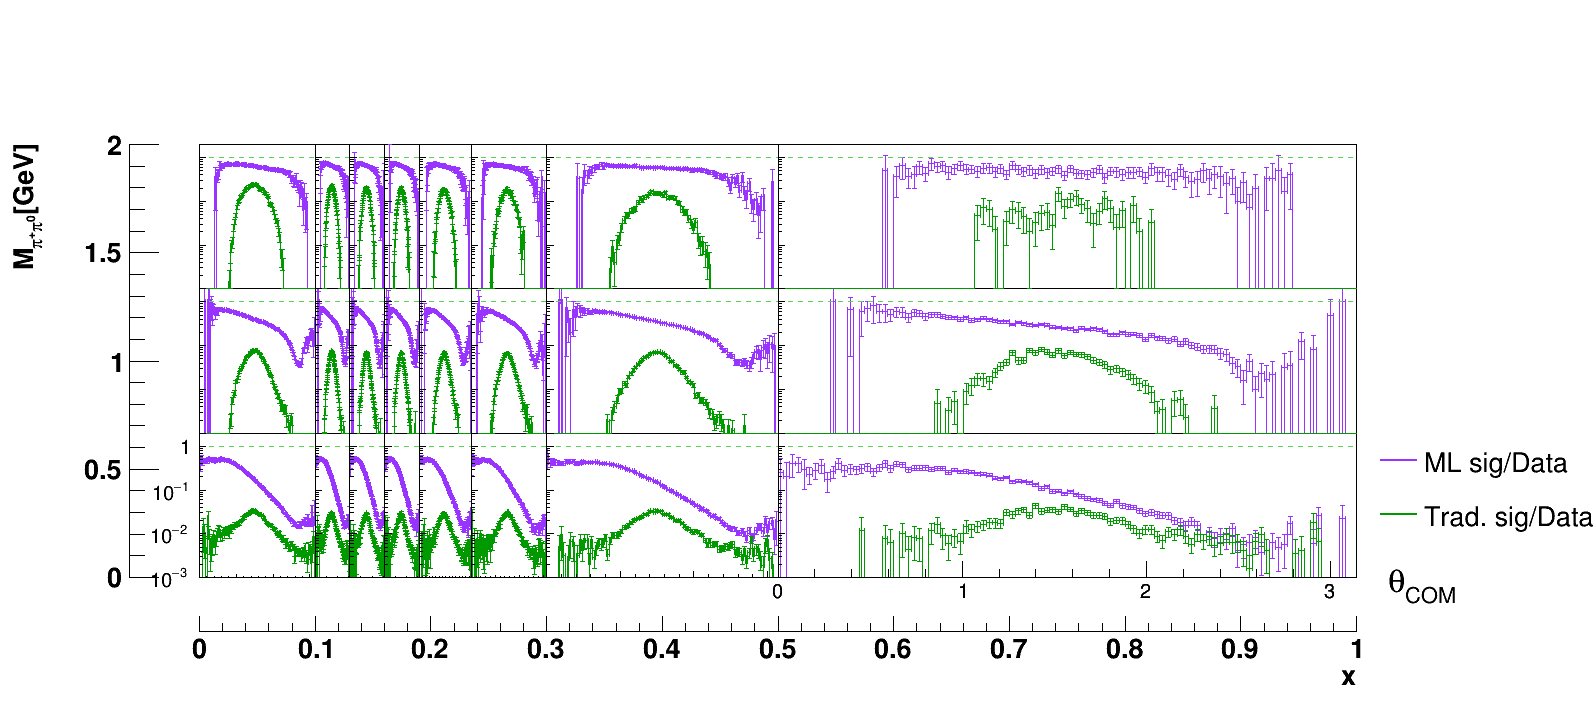 M_{π⁺π⁰}[GeV]
2
1.5
1
0.5
0
1
10⁻¹
10⁻²
10⁻³
ML sig/Data
Trad. sig/Data
0 1 2 3
θ_{COM}
0 0.1 0.2 0.3 0.4 0.5 0.6 0.7 0.8 0.9 1
x